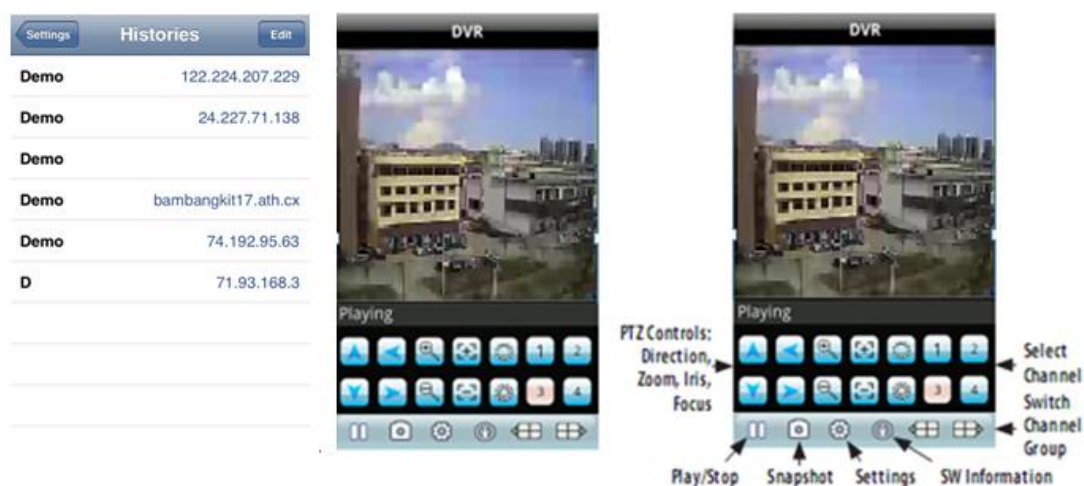 Settings Histories Edit
Demo 122.224.207.229
Demo 24.227.71.138
Demo
Demo bambangkit17.ath.cx
Demo 74.192.95.63
D 71.93.168.3
DVR
Playing
1 2
3 4
DVR
Playing
1 2
3 4
PTZ Controls:
Direction,
Zoom, Iris,
Focus
Select
Channel
Switch
Channel
Group
Play/Stop Snapshot Settings SW Information